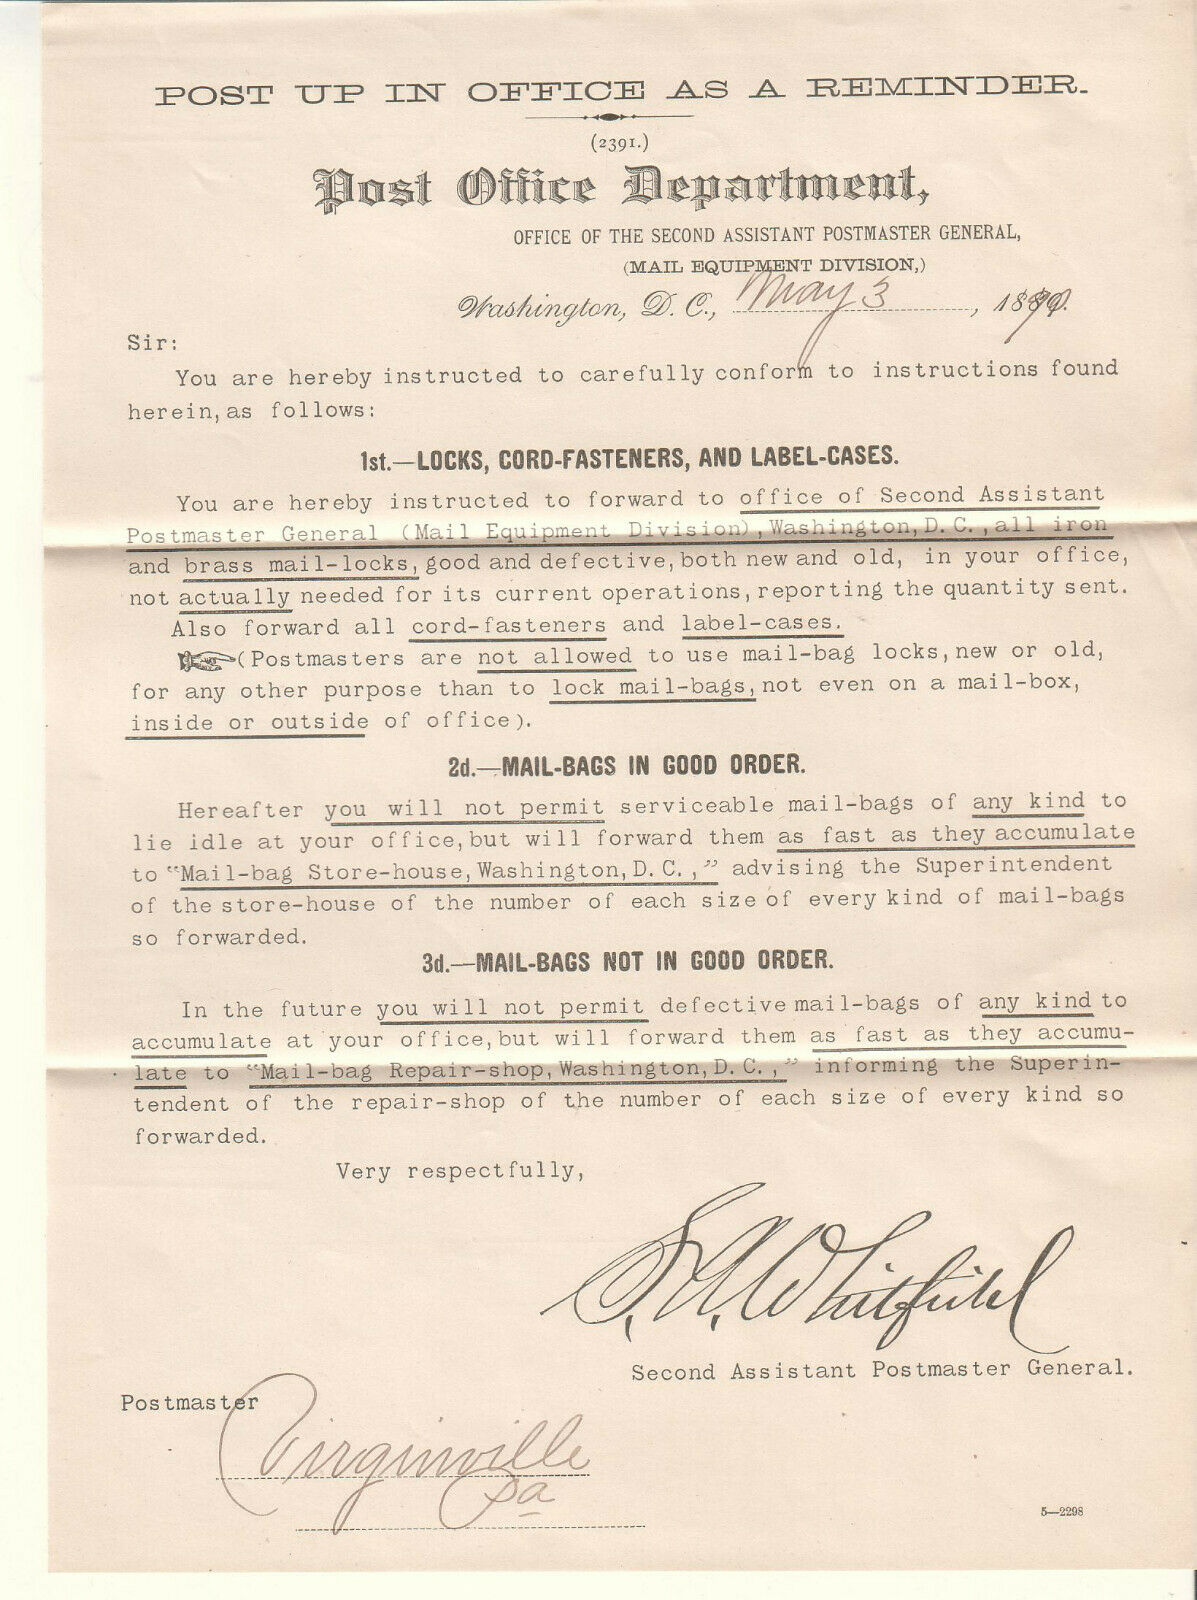 POST UP IN OFFICE AS A REMINDER.
(2391.)
Post Office Department,
OFFICE OF THE SECOND ASSISTANT POSTMASTER GENERAL,
(MAIL EQUIPMENT DIVISION,)
Washington, D. C., May 3, 1890.
Sir:
You are hereby instructed to carefully conform to instructions found
herein, as follows:
1st.—LOCKS, CORD-FASTENERS, AND LABEL-CASES.
You are hereby instructed to forward to office of Second Assistant
Postmaster General (Mail Equipment Division), Washington, D. C., all iron
and brass mail-locks, good and defective, both new and old, in your office,
not actually needed for its current operations, reporting the quantity sent.
Also forward all cord-fasteners and label-cases.
(Postmasters are not allowed to use mail-bag locks, new or old,
for any other purpose than to lock mail-bags, not even on a mail-box,
inside or outside of office).
2d.—MAIL-BAGS IN GOOD ORDER.
Hereafter you will not permit serviceable mail-bags of any kind to
lie idle at your office, but will forward them as fast as they accumulate
to “Mail-bag Store-house, Washington, D. C.,” advising the Superintendent
of the store-house of the number of each size of every kind of mail-bags
so forwarded.
3d.—MAIL-BAGS NOT IN GOOD ORDER.
In the future you will not permit defective mail-bags of any kind to
accumulate at your office, but will forward them as fast as they accumu-
late to “Mail-bag Repair-shop, Washington, D. C.,” informing the Superin-
tendent of the repair-shop of the number of each size of every kind so
forwarded.
Very respectfully,
S. A. Whitfield
Second Assistant Postmaster General.
Postmaster
Virginville
Pa
5—2298